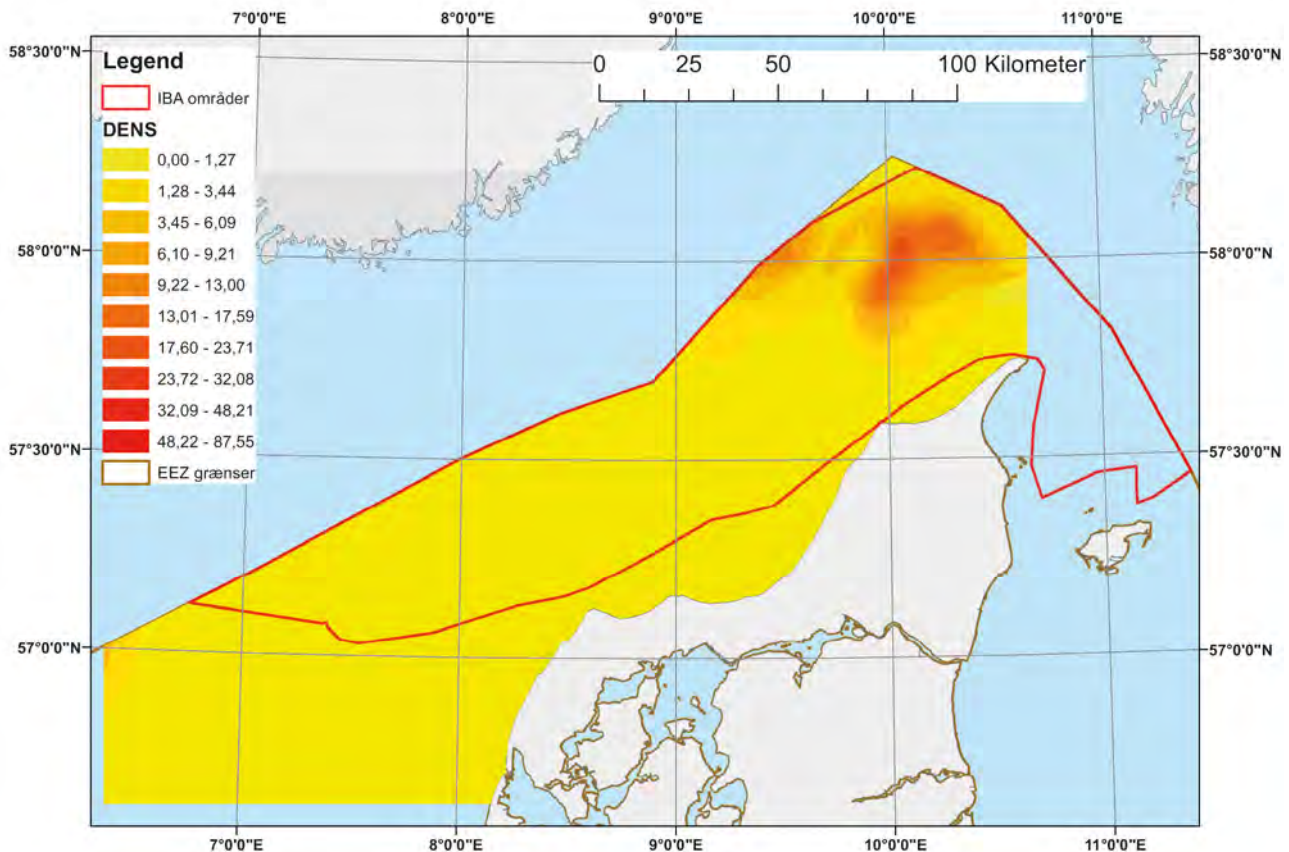 7°0'0"E 8°0'0"E 9°0'0"E 10°0'0"E 11°0'0"E
58°30'0"N 58°30'0"N
Legend
IBA områder
DENS
0,00 - 1,27
1,28 - 3,44
3,45 - 6,09
6,10 - 9,21
9,22 - 13,00
13,01 - 17,59
17,60 - 23,71
23,72 - 32,08
32,09 - 48,21
48,22 - 87,55
EEZ grænser
0 25 50 100 Kilometer
58°0'0"N 58°0'0"N
57°30'0"N 57°30'0"N
57°0'0"N 57°0'0"N
7°0'0"E 8°0'0"E 9°0'0"E 10°0'0"E 11°0'0"E